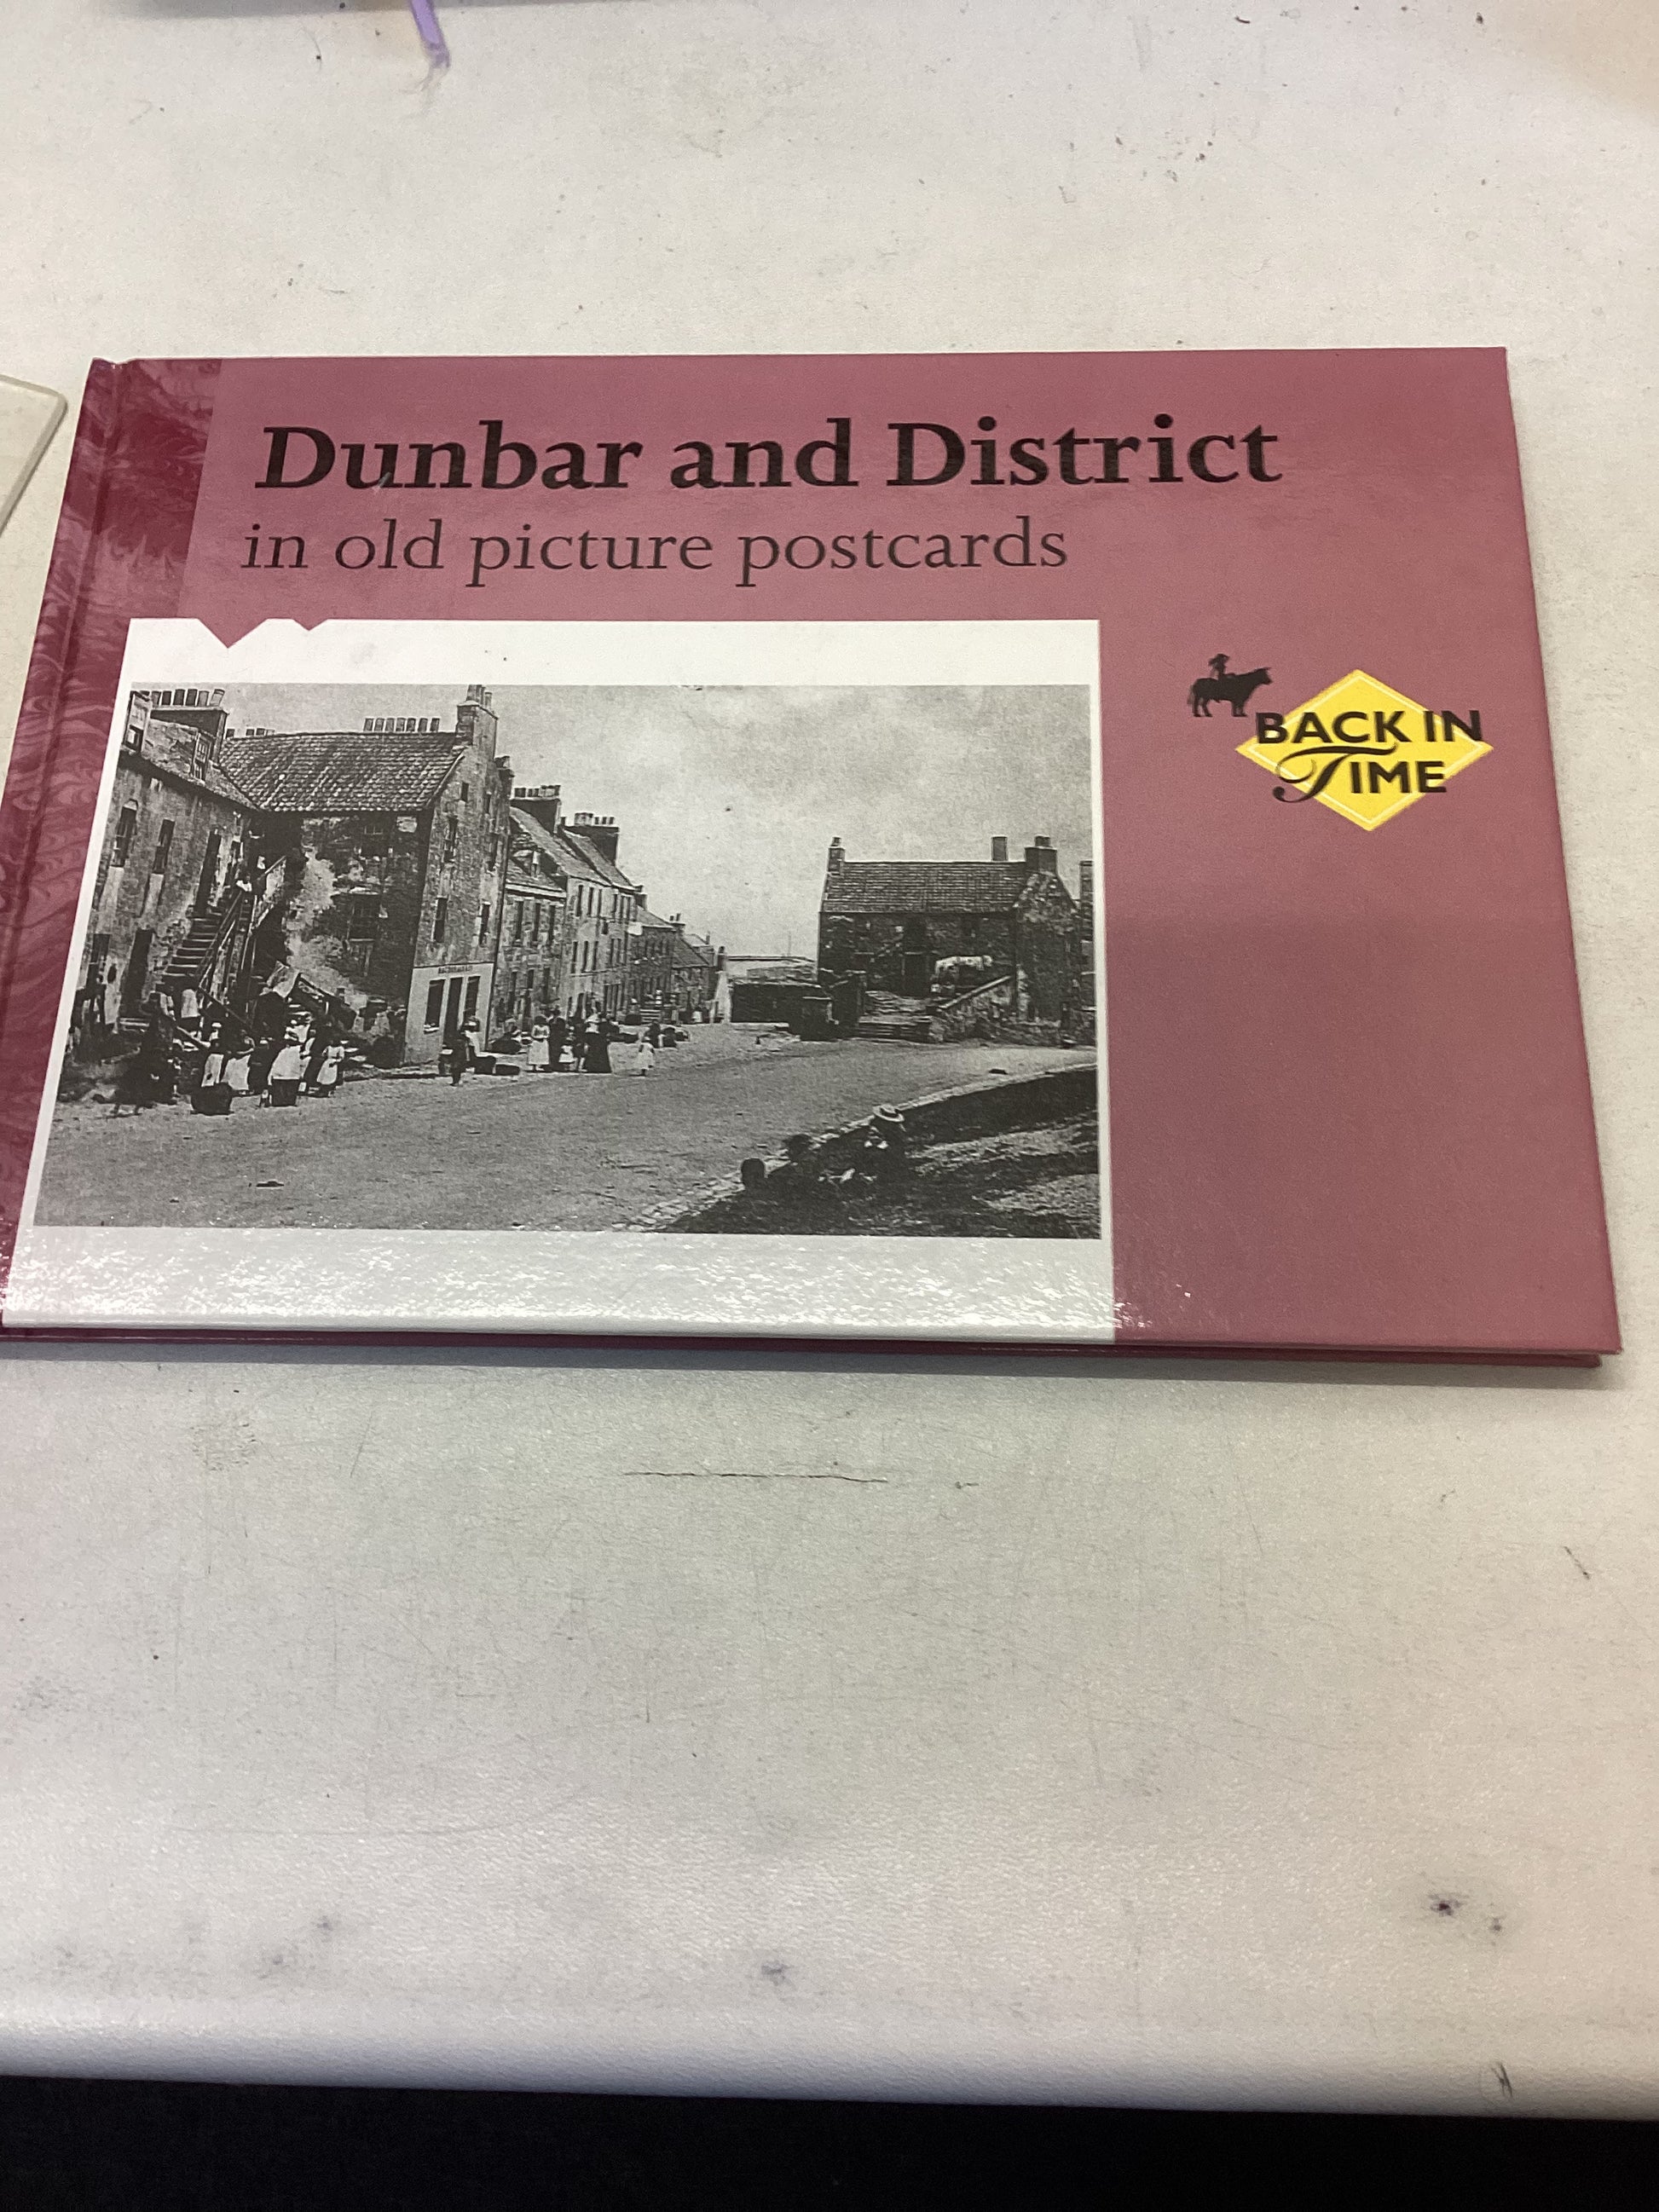 Dunbar and District
in old picture postcards
BACK IN
TIME